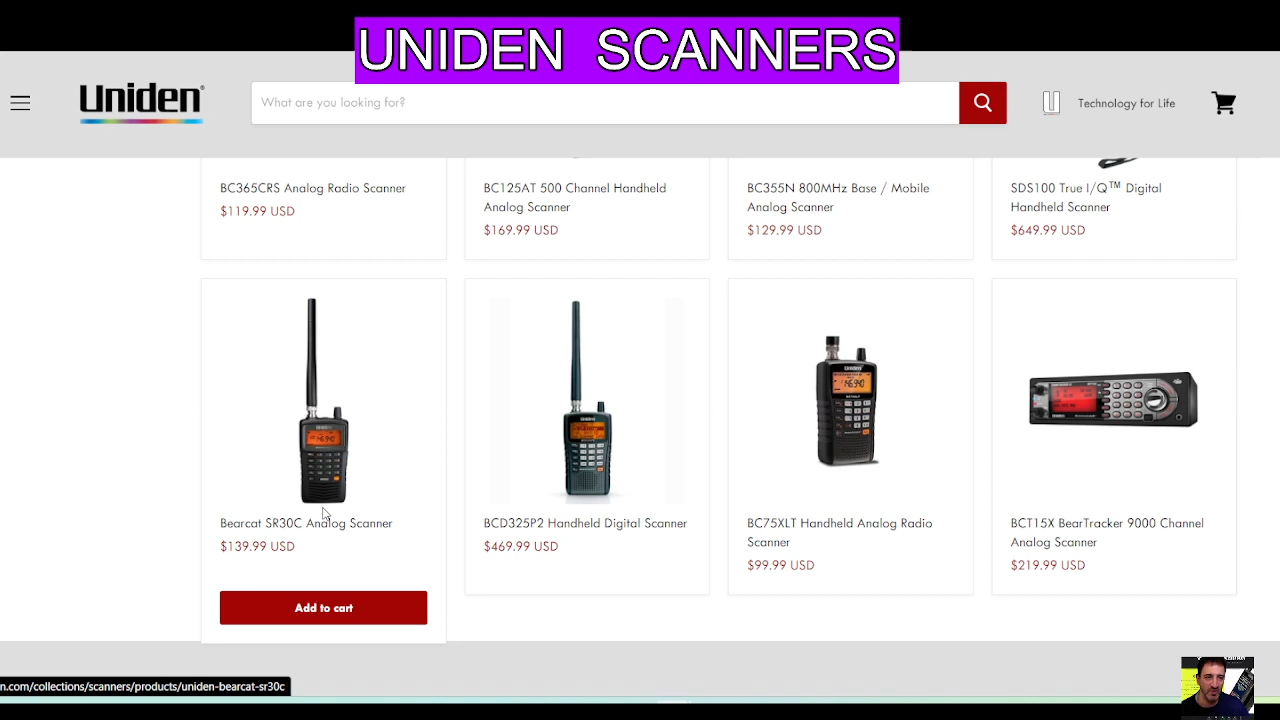 UNIDEN SCANNERS
Uniden®
What are you looking for?
Technology for Life
BC365CRS Analog Radio Scanner
$119.99 USD
BC125AT 500 Channel Handheld
Analog Scanner
$169.99 USD
BC355N 800MHz Base / Mobile
Analog Scanner
$129.99 USD
SDS100 True I/Q™ Digital
Handheld Scanner
$649.99 USD
Uniden
146.940
Bearcat SR30C Analog Scanner
$139.99 USD
Add to cart
BCD325P2 Handheld Digital Scanner
$469.99 USD
BC75XLT Handheld Analog Radio
Scanner
$99.99 USD
BCT15X BearTracker 9000 Channel
Analog Scanner
$219.99 USD
n.com/collections/scanners/products/uniden-bearcat-sr30c